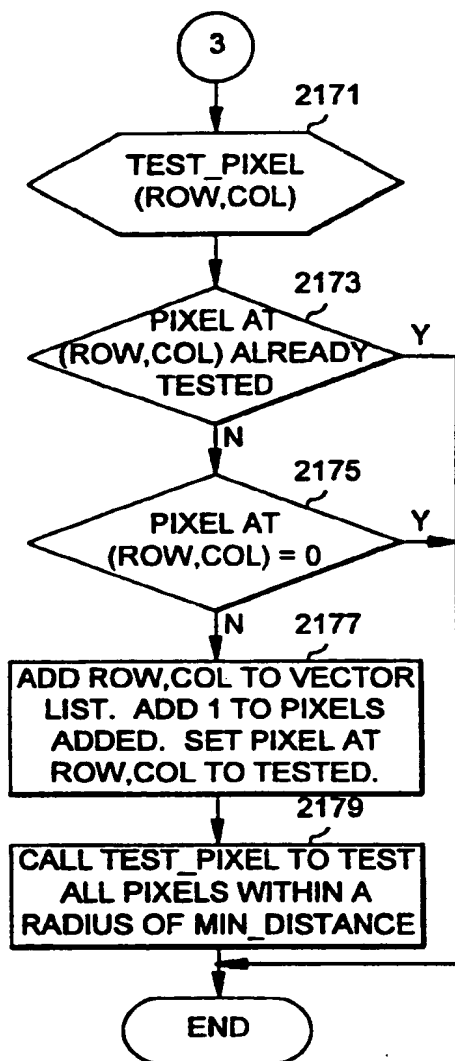 3
2171
TEST_PIXEL
(ROW,COL)
2173
PIXEL AT
(ROW,COL) ALREADY
TESTED
Y
N
2175
PIXEL AT
(ROW,COL) = 0
Y
N
2177
ADD ROW,COL TO VECTOR
LIST. ADD 1 TO PIXELS
ADDED. SET PIXEL AT
ROW,COL TO TESTED.
2179
CALL TEST_PIXEL TO TEST
ALL PIXELS WITHIN A
RADIUS OF MIN_DISTANCE
END